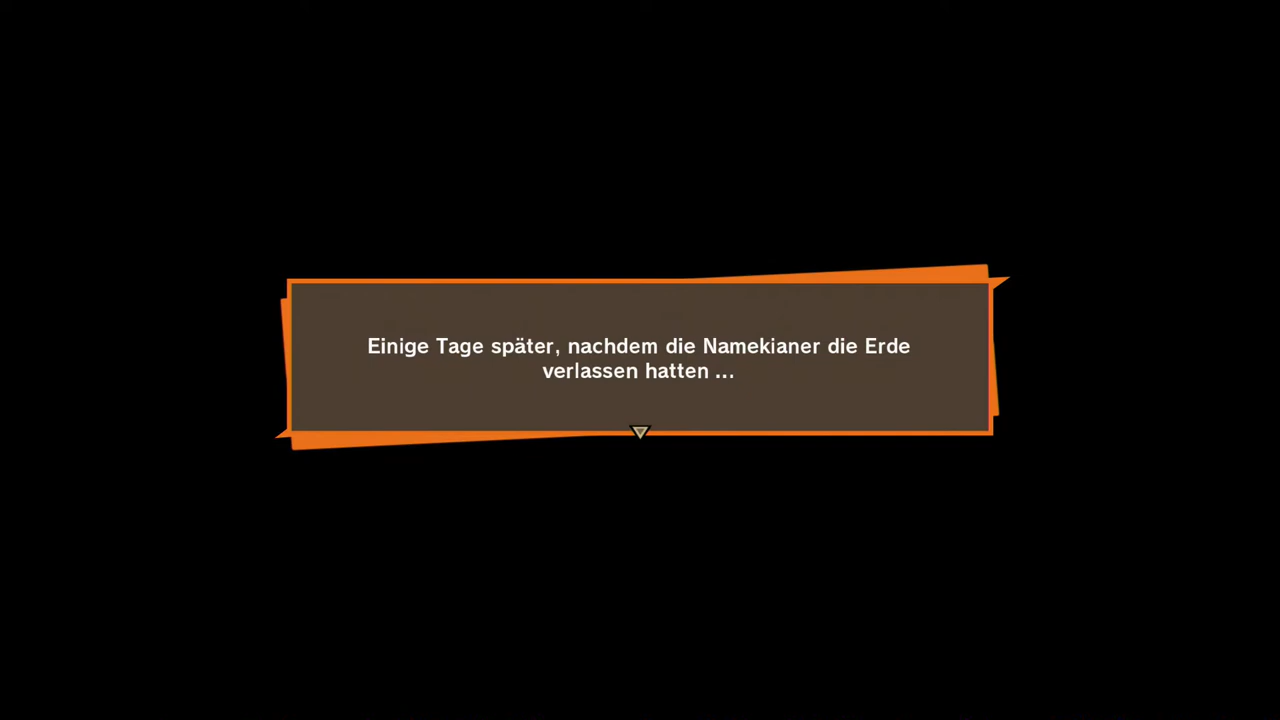 Einige Tage später, nachdem die Namekianer die Erde
verlassen hatten ...